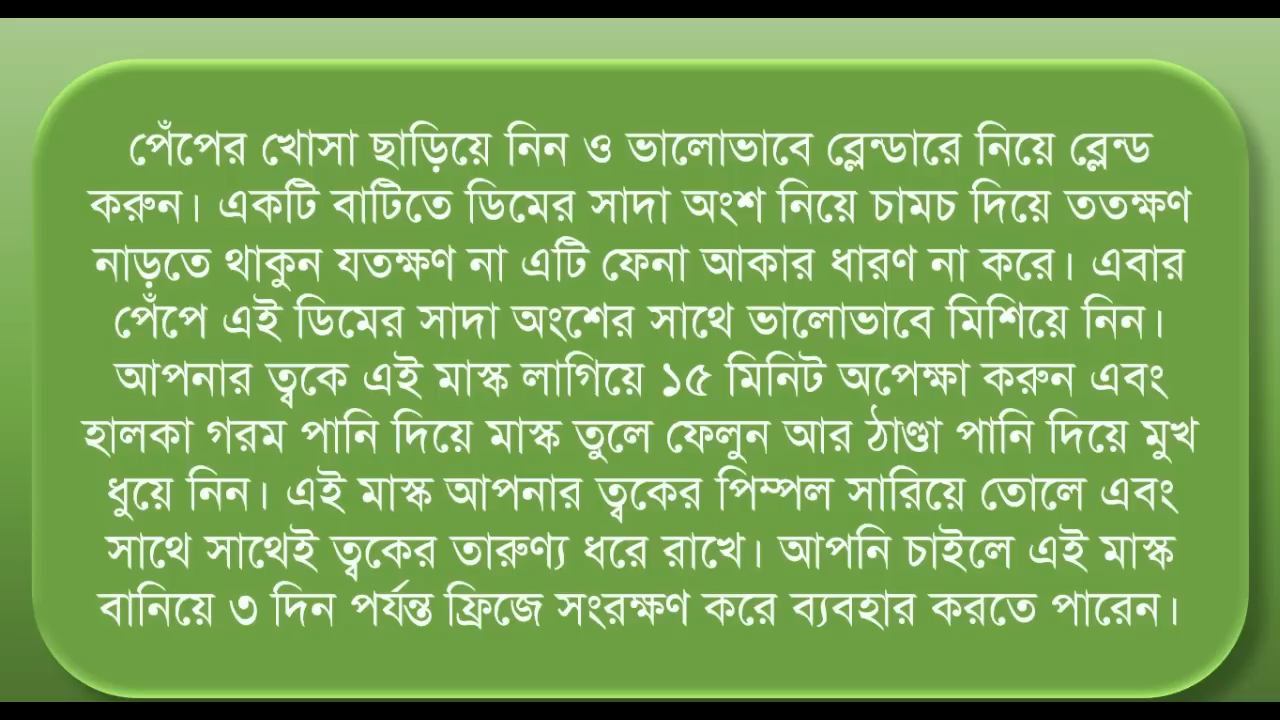 পেঁপের খোসা ছাড়িয়ে নিন ও ভালোভাবে ব্লেন্ডারে নিয়ে ব্লেন্ড
করুন। একটি বাটিতে ডিমের সাদা অংশ নিয়ে চামচ দিয়ে ততক্ষণ
নাড়তে থাকুন যতক্ষণ না এটি ফেনা আকার ধারণ না করে। এবার
পেঁপে এই ডিমের সাদা অংশের সাথে ভালোভাবে মিশিয়ে নিন।
আপনার ত্বকে এই মাস্ক লাগিয়ে ১৫ মিনিট অপেক্ষা করুন এবং
হালকা গরম পানি দিয়ে মাস্ক তুলে ফেলুন আর ঠাণ্ডা পানি দিয়ে মুখ
ধুয়ে নিন। এই মাস্ক আপনার ত্বকের পিম্পল সারিয়ে তোলে এবং
সাথে সাথেই ত্বকের তারুণ্য ধরে রাখে। আপনি চাইলে এই মাস্ক
বানিয়ে ৩ দিন পর্যন্ত ফ্রিজে সংরক্ষণ করে ব্যবহার করতে পারেন।